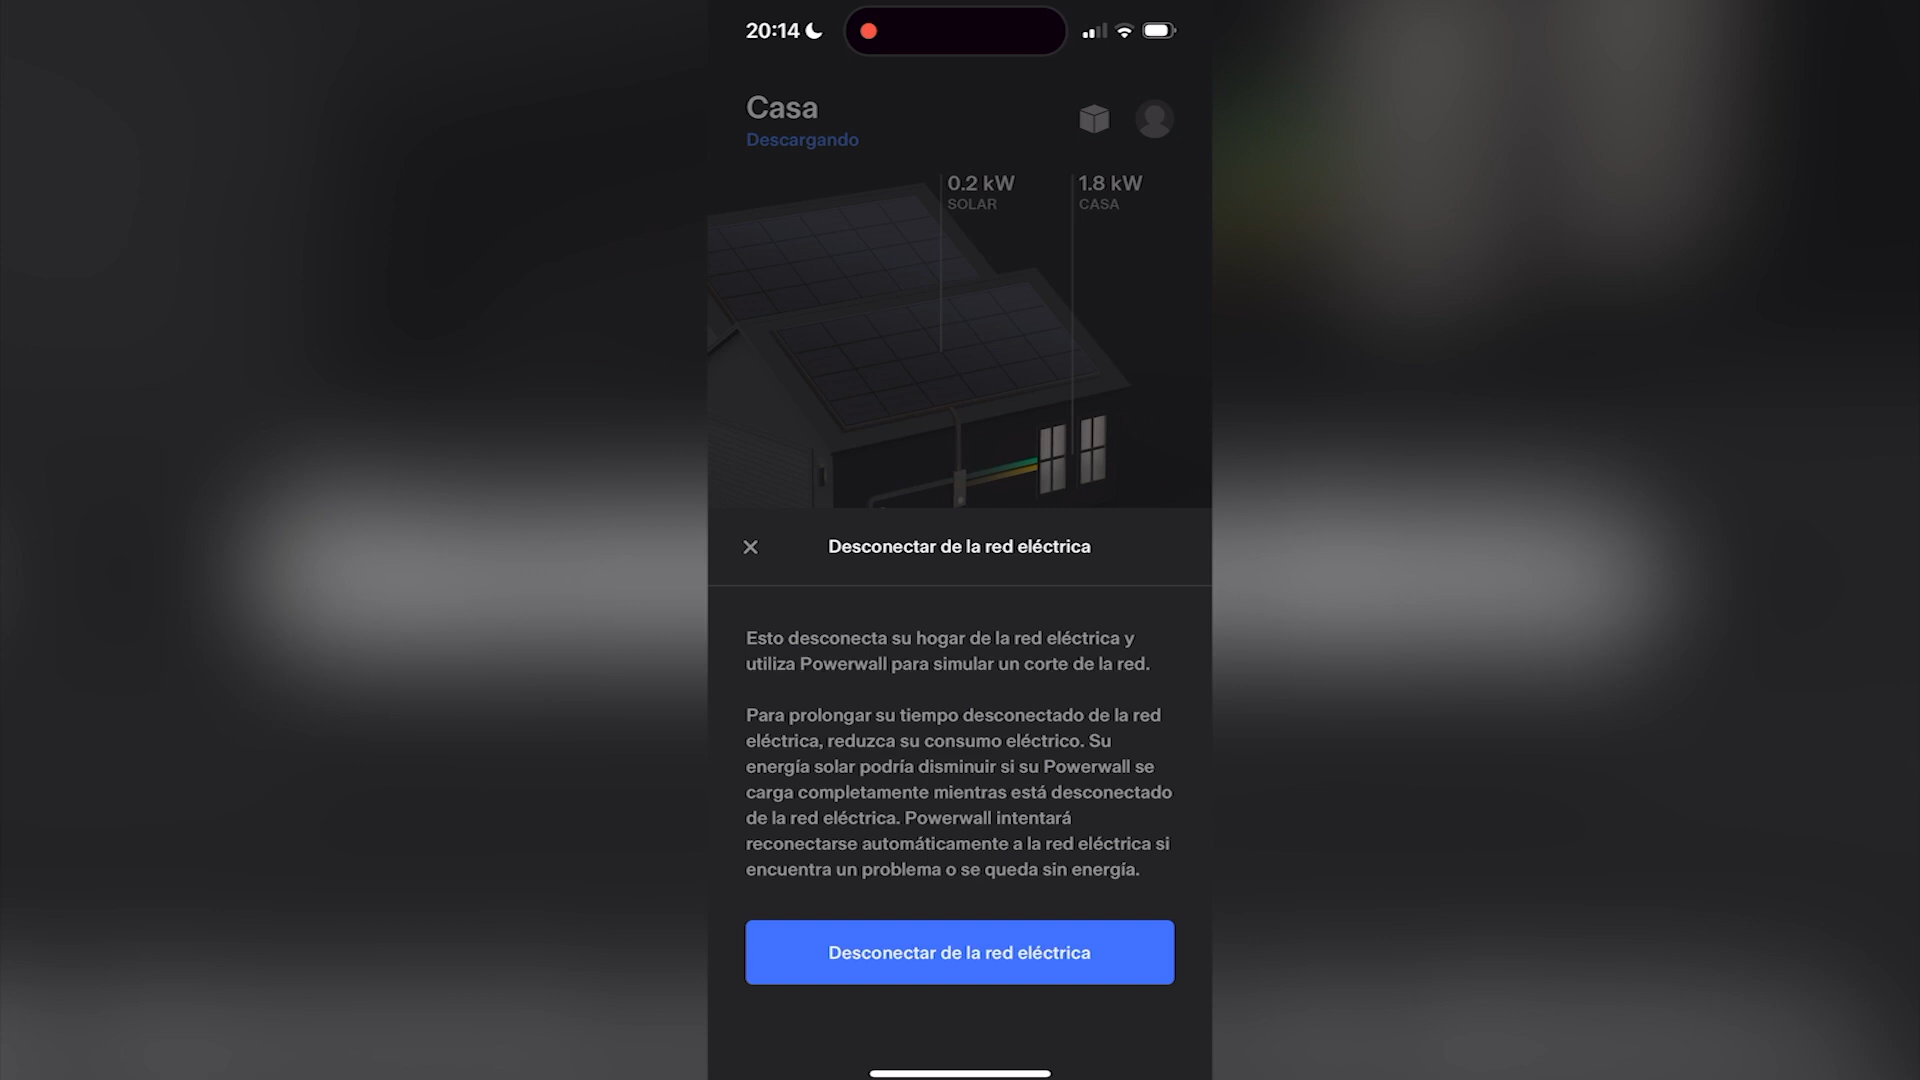 20:14
Casa
Descargando
0.2 kW
SOLAR
1.8 kW
CASA
Desconectar de la red eléctrica
Esto desconecta su hogar de la red eléctrica y
utiliza Powerwall para simular un corte de la red.
Para prolongar su tiempo desconectado de la red
eléctrica, reduzca su consumo eléctrico. Su
energía solar podría disminuir si su Powerwall se
carga completamente mientras está desconectado
de la red eléctrica. Powerwall intentará
reconectarse automáticamente a la red eléctrica si
encuentra un problema o se queda sin energía.
Desconectar de la red eléctrica